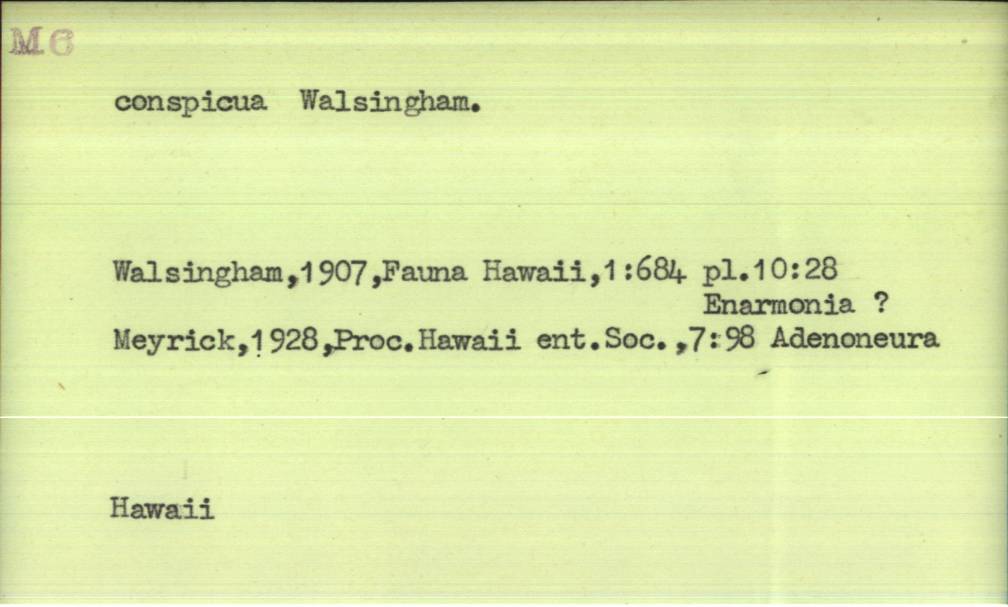 M6
conspicua Walsingham.
Walsingham,1907,Fauna Hawaii,1:684 pl.10:28
Enarmonia ?
Meyrick,1928,Proc.Hawaii ent.Soc.,7:98 Adenoneura
Hawaii